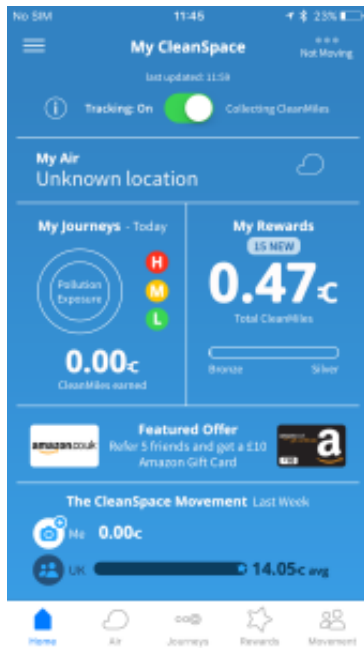 No SIM 11:45 23%
My CleanSpace
Not Moving
last updated: 11:59
Tracking: On Collecting CleanMiles
My Air
Unknown location
My Journeys - Today
Pollution Exposure
H
M
L
0.00c
CleanMiles earned
My Rewards
15 NEW
0.47c
Total CleanMiles
Bronze Silver
amazon.co.uk
Featured Offer
Refer 5 friends and get a £10
Amazon Gift Card
a
The CleanSpace Movement Last Week
Me 0.00c
UK 14.05c avg
Home Air Journeys Rewards Movement